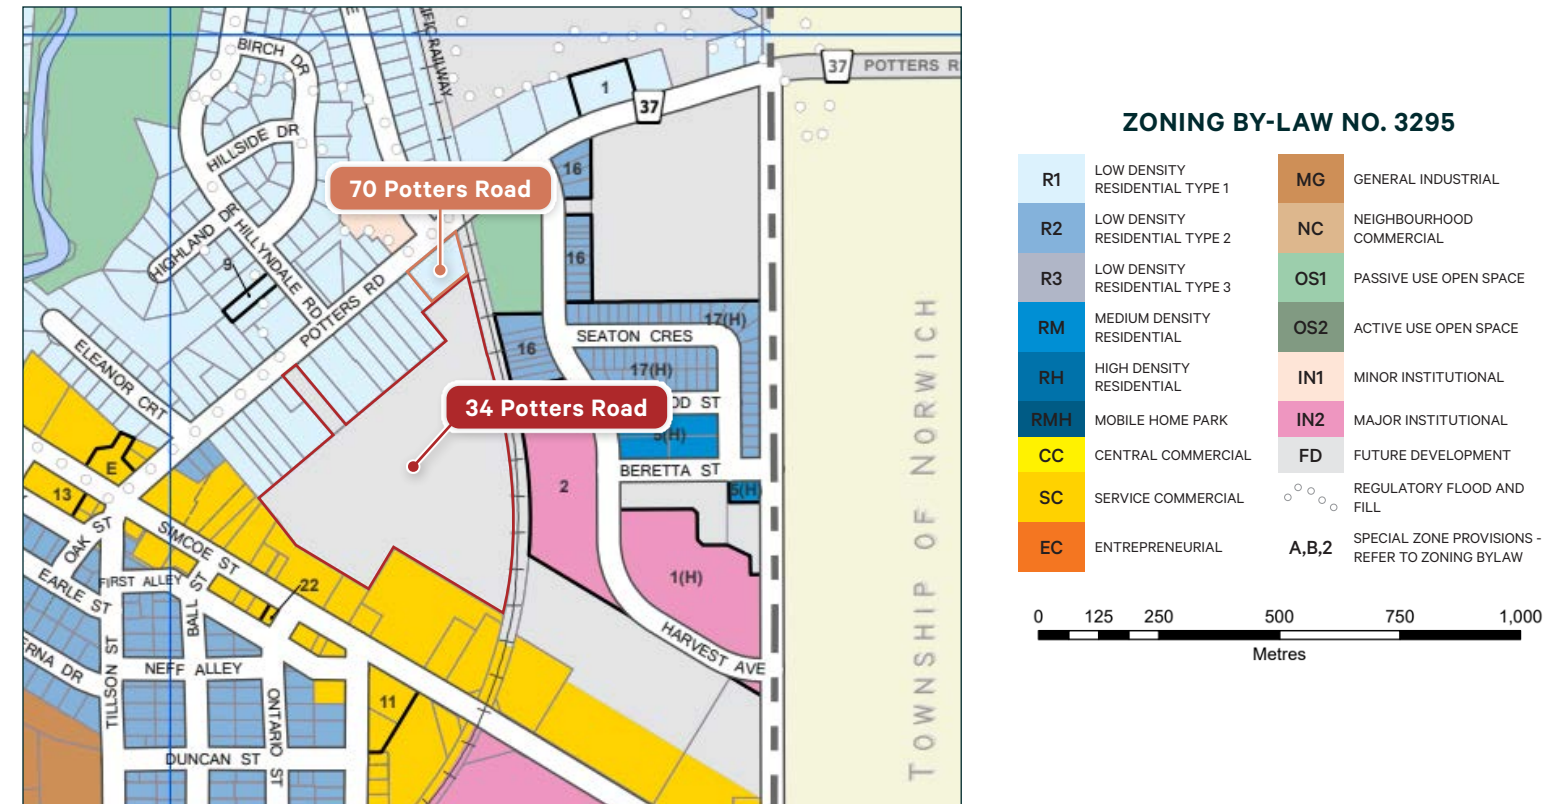 BIRCH DR
IFIC RAILWAY
37
POTTERS R
1
37
HILLSIDE DR
70 Potters Road
16
HIGHLAND DR
HILLYNDALE RD
9
16
POTTERS RD
17(H)
SEATON CRES
16
ELEANOR CRT
17(H)
34 Potters Road
OD ST
5(H)
E
BERETTA ST
13
2
5(H)
OAK ST
SIMCOE ST
EARLE ST
FIRST ALLEY
BALL ST
22
1(H)
HARVEST AVE
ERNA DR
TILLSON ST
NEFF ALLEY
ONTARIO ST
11
DUNCAN ST
TOWNSHIP OF NORWICH
ZONING BY-LAW NO. 3295
R1
LOW DENSITY
RESIDENTIAL TYPE 1
R2
LOW DENSITY
RESIDENTIAL TYPE 2
R3
LOW DENSITY
RESIDENTIAL TYPE 3
RM
MEDIUM DENSITY
RESIDENTIAL
RH
HIGH DENSITY
RESIDENTIAL
RMH
MOBILE HOME PARK
CC
CENTRAL COMMERCIAL
SC
SERVICE COMMERCIAL
EC
ENTREPRENEURIAL
MG
GENERAL INDUSTRIAL
NC
NEIGHBOURHOOD
COMMERCIAL
OS1
PASSIVE USE OPEN SPACE
OS2
ACTIVE USE OPEN SPACE
IN1
MINOR INSTITUTIONAL
IN2
MAJOR INSTITUTIONAL
FD
FUTURE DEVELOPMENT
REGULATORY FLOOD AND
FILL
A,B,2
SPECIAL ZONE PROVISIONS -
REFER TO ZONING BYLAW
0 125 250 500 750 1,000
Metres